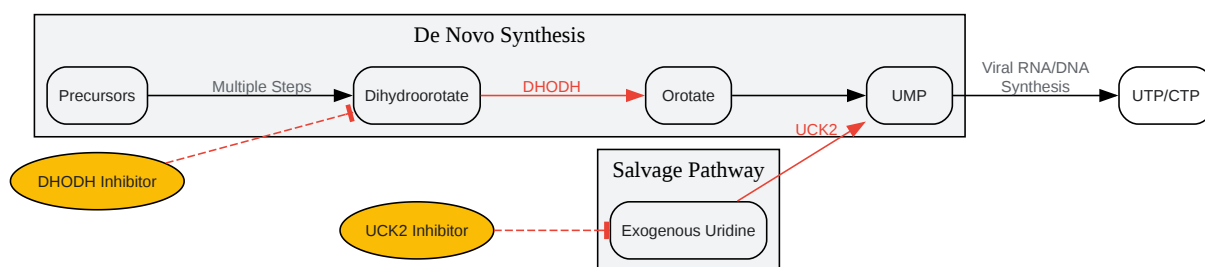 De Novo Synthesis
Precursors
Multiple Steps
Dihydroorotate
DHODH
Orotate
UMP
Viral RNA/DNA
Synthesis
UTP/CTP
UCK2
DHODH Inhibitor
Salvage Pathway
UCK2 Inhibitor
Exogenous Uridine